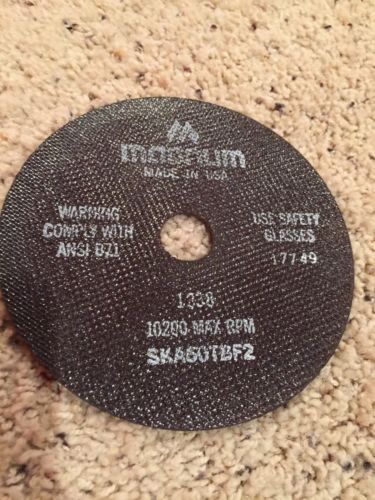 MAGNUM
MADE IN USA
WARNING
COMPLY WITH
ANSI B7.1
USE SAFETY
GLASSES
17749
1338
10200 MAX RPM
SKA60TBF2